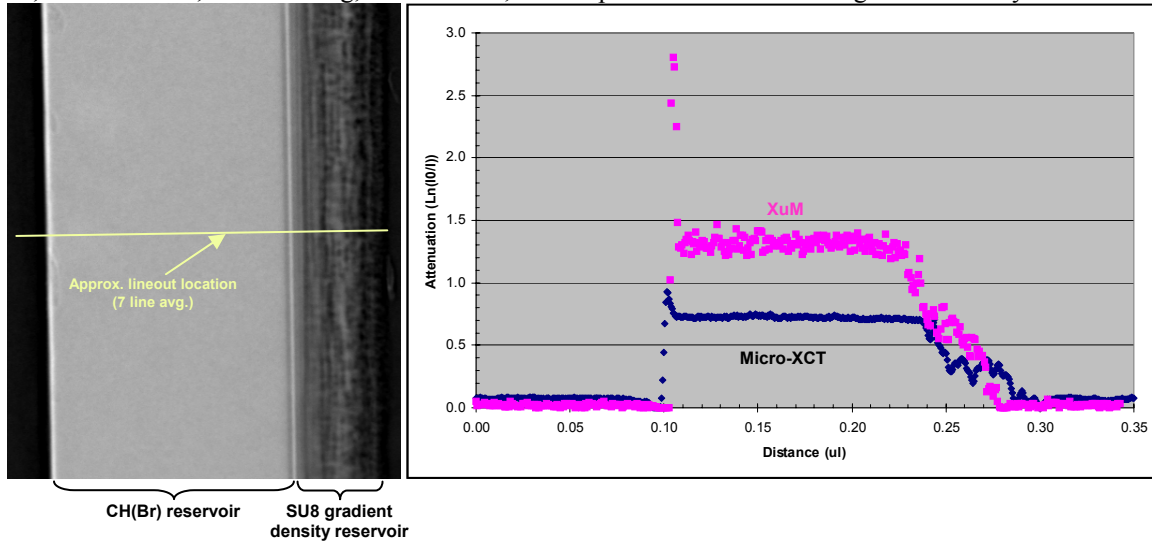 Approx. lineout location
(7 line avg.)
CH(Br) reservoir
SU8 gradient
density reservoir
Attenuation (Ln(I0/I))
3.0
2.5
2.0
1.5
1.0
0.5
0.0
XuM
Micro-XCT
0.00 0.05 0.10 0.15 0.20 0.25 0.30 0.35
Distance (ul)